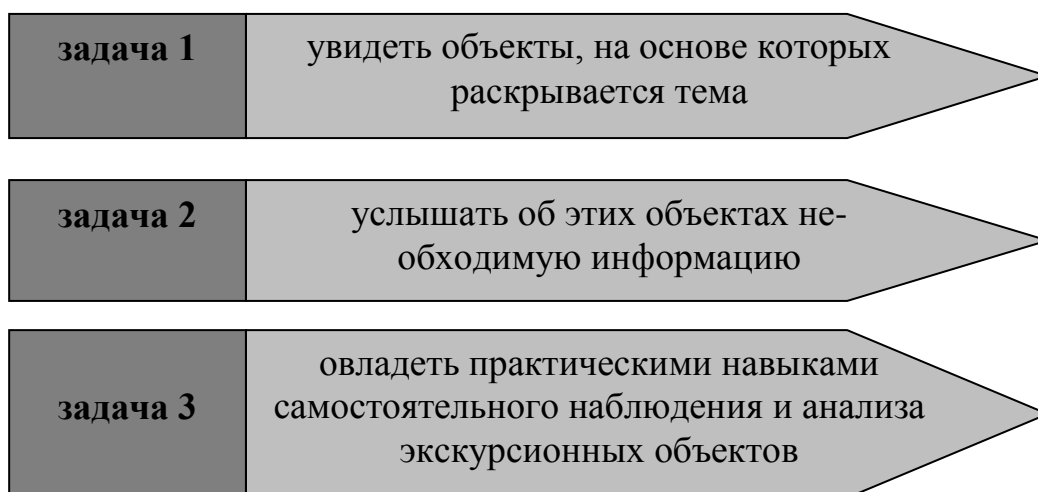 задача 1
увидеть объекты, на основе которых
раскрывается тема
задача 2
услышать об этих объектах не-
обходимую информацию
задача 3
овладеть практическими навыками
самостоятельного наблюдения и анализа
экскурсионных объектов